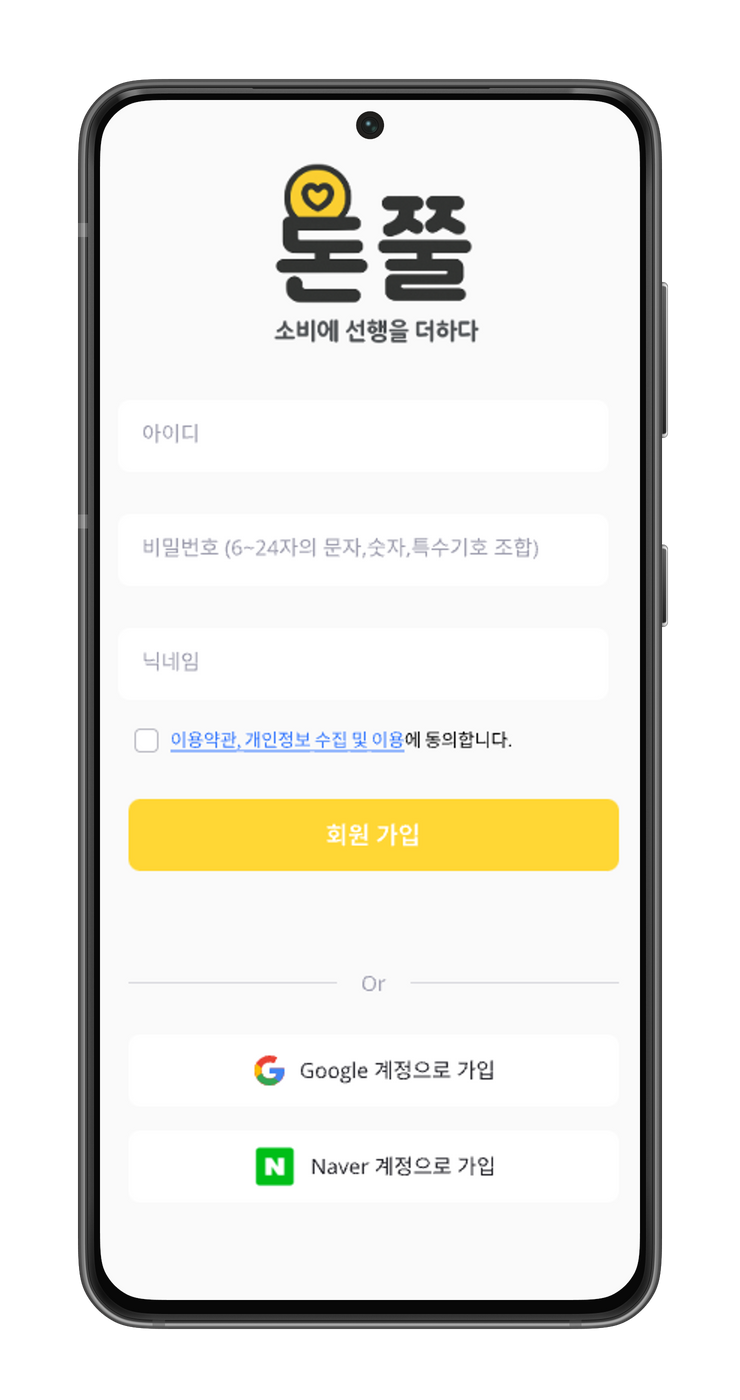 돈쭐
소비에 선행을 더하다
아이디
비밀번호 (6~24자의 문자,숫자,특수기호 조합)
닉네임
이용약관, 개인정보 수집 및 이용에 동의합니다.
회원 가입
Or
Google 계정으로 가입
N Naver 계정으로 가입